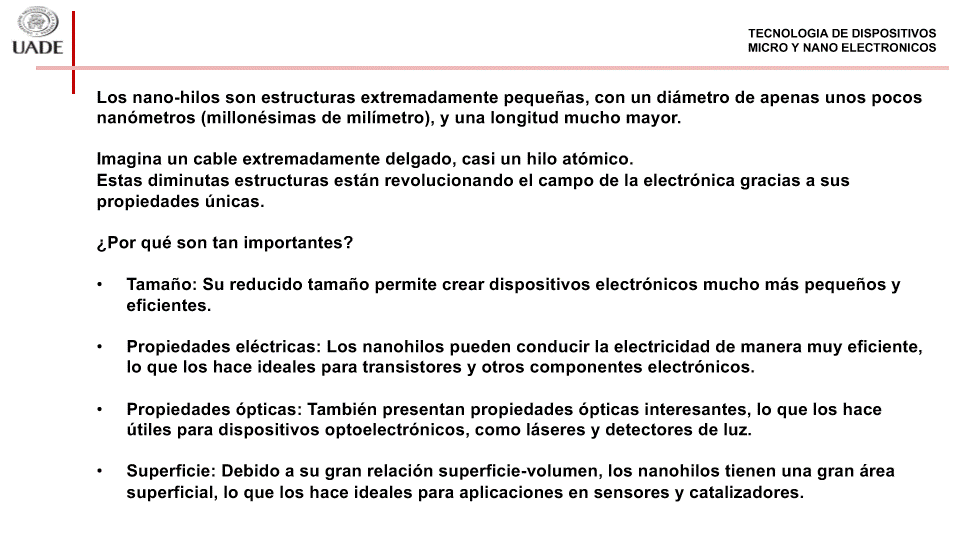 UADE
TECNOLOGIA DE DISPOSITIVOS
MICRO Y NANO ELECTRONICOS
Los nano-hilos son estructuras extremadamente pequeñas, con un diámetro de apenas unos pocos
nanómetros (millonésimas de milímetro), y una longitud mucho mayor.
Imagina un cable extremadamente delgado, casi un hilo atómico.
Estas diminutas estructuras están revolucionando el campo de la electrónica gracias a sus
propiedades únicas.
¿Por qué son tan importantes?
• Tamaño: Su reducido tamaño permite crear dispositivos electrónicos mucho más pequeños y
eficientes.
• Propiedades eléctricas: Los nanohilos pueden conducir la electricidad de manera muy eficiente,
lo que los hace ideales para transistores y otros componentes electrónicos.
• Propiedades ópticas: También presentan propiedades ópticas interesantes, lo que los hace
útiles para dispositivos optoelectrónicos, como láseres y detectores de luz.
• Superficie: Debido a su gran relación superficie-volumen, los nanohilos tienen una gran área
superficial, lo que los hace ideales para aplicaciones en sensores y catalizadores.